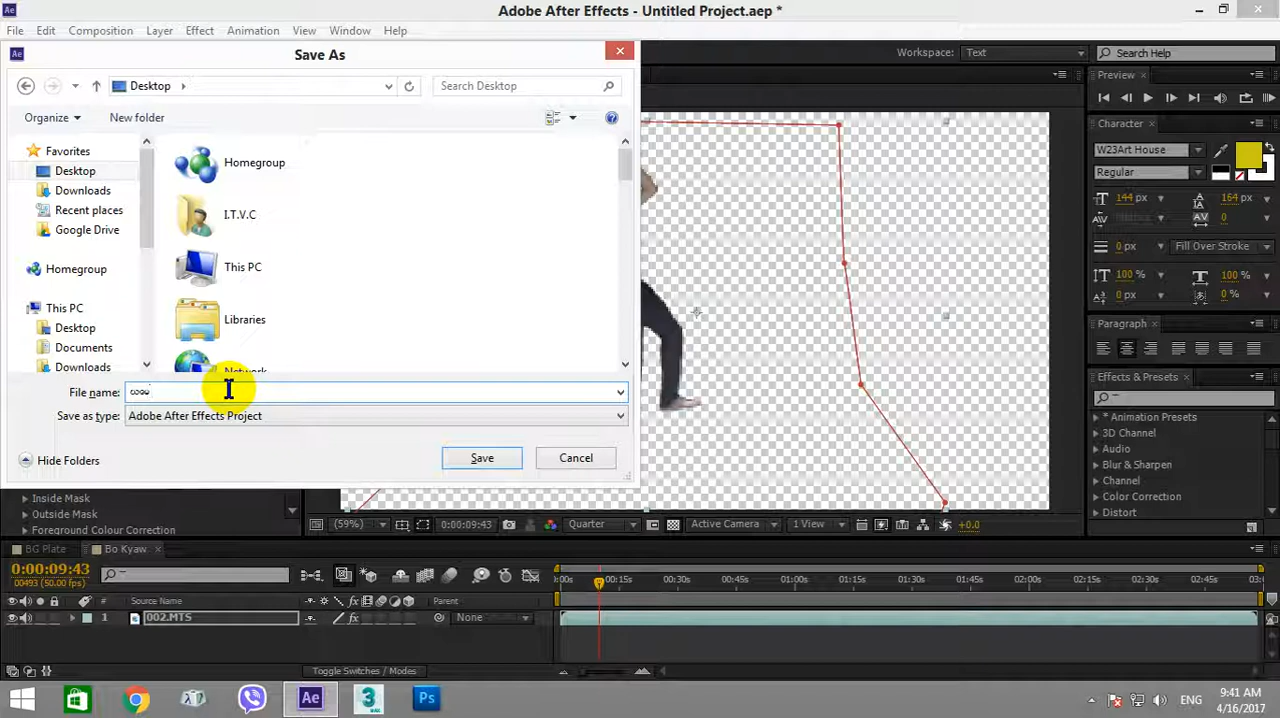 Adobe After Effects - Untitled Project.aep *
File Edit Composition Layer Effect Animation View Window Help
Save As
Workspace: Text Search Help
Desktop Search Desktop
Preview
Organize New folder
Favorites
Desktop
Downloads
Recent places
Google Drive
Homegroup
This PC
Desktop
Documents
Downloads
Homegroup
I.T.V.C
This PC
Libraries
Network
File name:
Save as type: Adobe After Effects Project
Hide Folders Save Cancel
Character
W23Art House
Regular
144 px 164 px
Metrics 0
0 px Fill Over Stroke
100 % 100 %
0 px 0 %
Paragraph
Effects & Presets
* Animation Presets
3D Channel
Audio
Blur & Sharpen
Channel
Color Correction
Distort
Inside Mask
Outside Mask
Foreground Colour Correction
(59%) 0:00:09:43 Quarter Active Camera 1 View +0.0
BG Plate Bo Kyaw
0:00:09:43
00493 (50.00 fps)
:00s 00:15s 00:30s 00:45s 01:00s 01:15s 01:30s 01:45s 02:00s 02:15s 02:30s 02:45s 03:0
# Source Name fx Parent
1 002.MTS fx None
Toggle Switches / Modes
Ae 3 Ps ENG
9:41 AM
4/16/2017